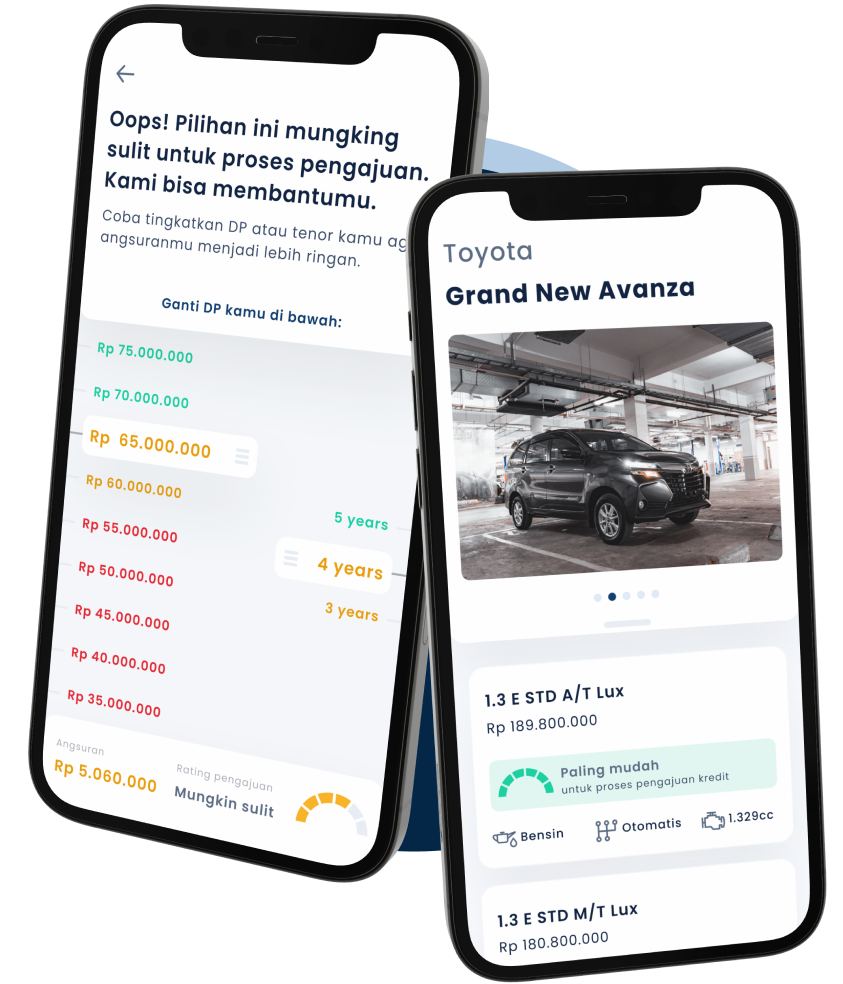 Oops! Pilihan ini mungking
sulit untuk proses pengajuan.
Kami bisa membantumu.
Coba tingkatkan DP atau tenor kamu
angsuranmu menjadi lebih ringan.
Ganti DP kamu di bawah:
Rp 75.000.000
Rp 70.000.000
Rp 65.000.000
Rp 60.000.000
Rp 55.000.000
Rp 50.000.000
Rp 45.000.000
Rp 40.000.000
Rp 35.000.000
5 years
4 years
3 years
Angsuran
Rp 5.060.000
Rating pengajuan
Mungkin sulit
Toyota
Grand New Avanza
1.3 E STD A/T Lux
Rp 189.800.000
Paling mudah
untuk proses pengajuan kredit
Bensin
Otomatis
1.329cc
1.3 E STD M/T Lux
Rp 180.800.000